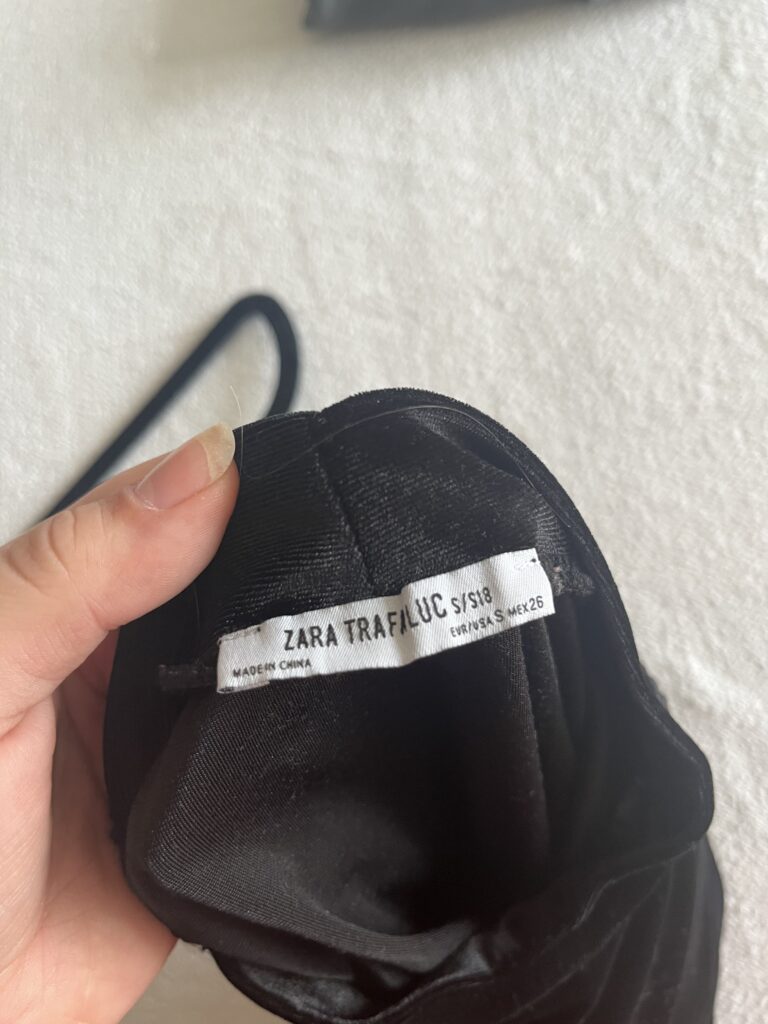 ZARA TRAFALUC S/S18
MADE IN CHINA EUR/USA S MEX 26